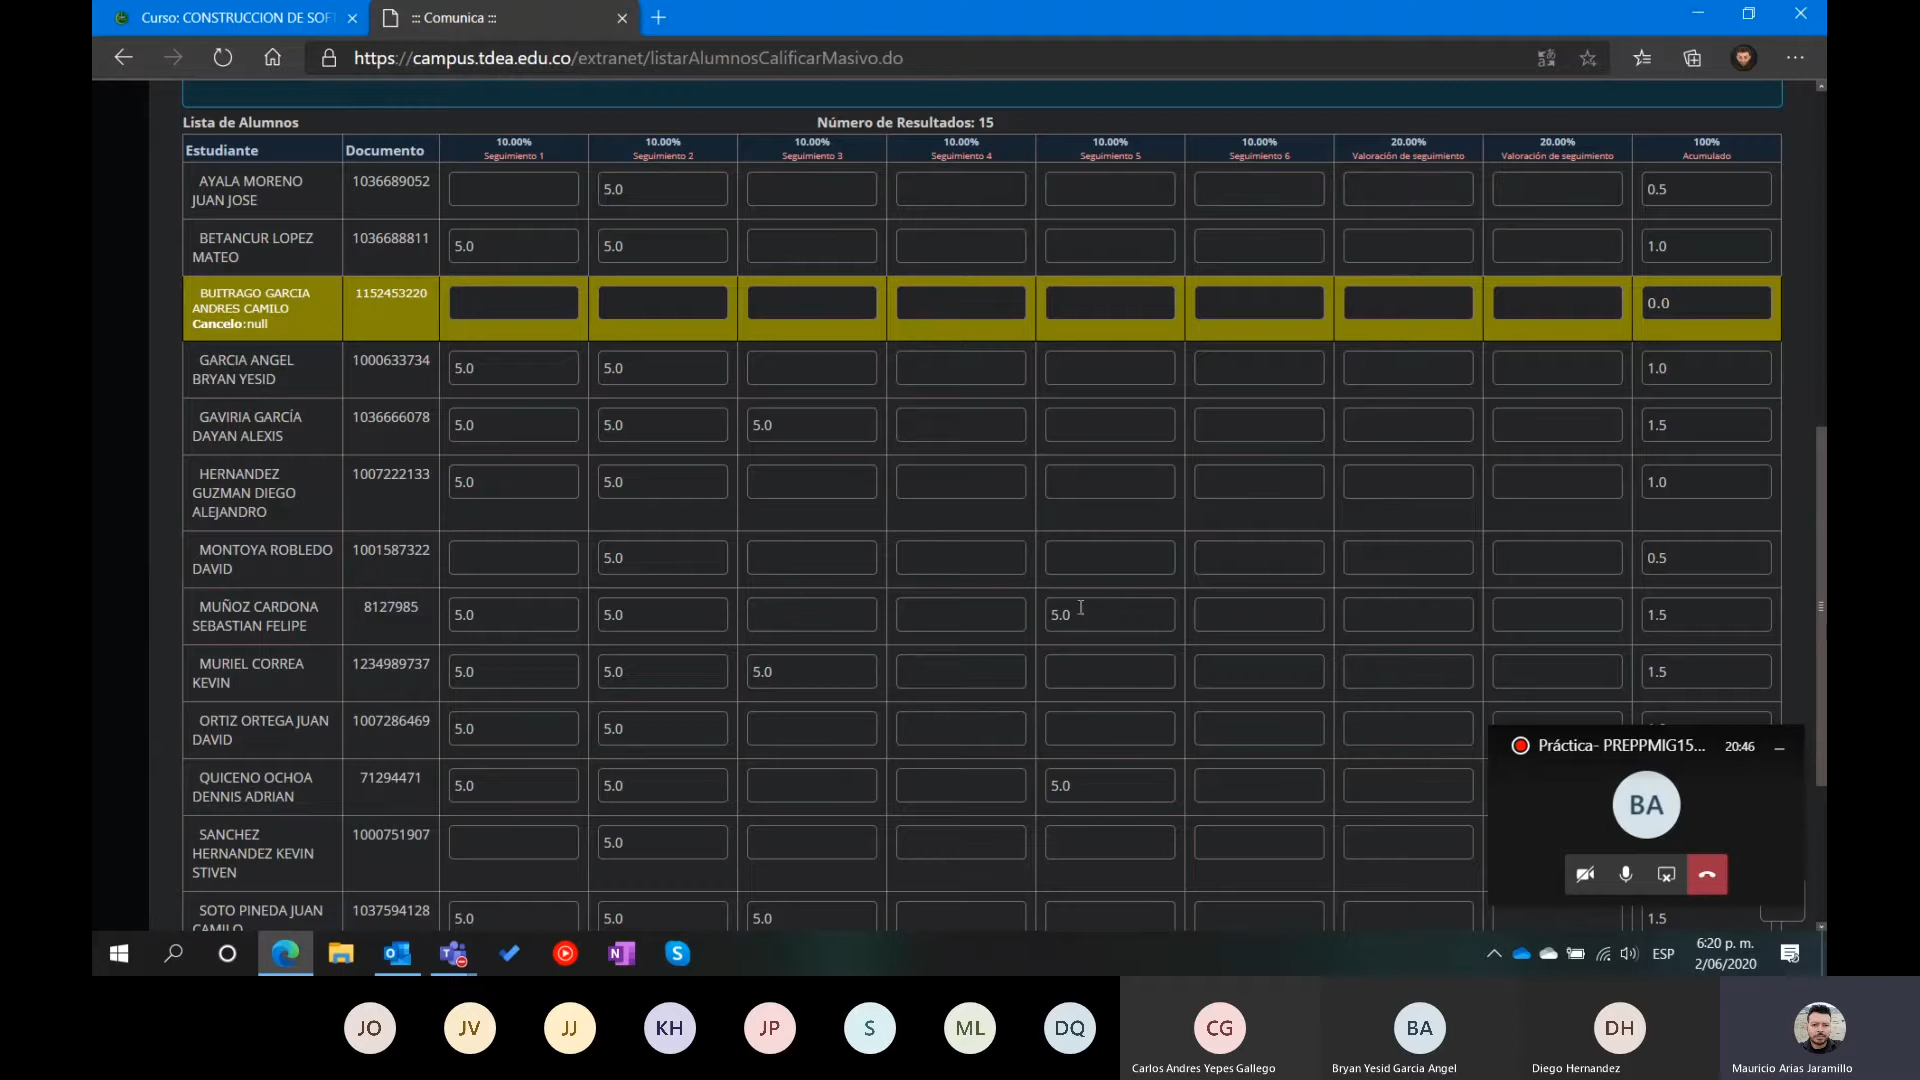 Curso: CONSTRUCCION DE SOF
::: Comunica :::
https://campus.tdea.edu.co/extranet/listarAlumnosCalificarMasivo.do
Lista de Alumnos
Número de Resultados: 15
Estudiante
Documento
10.00%
Seguimiento 1
10.00%
Seguimiento 2
10.00%
Seguimiento 3
10.00%
Seguimiento 4
10.00%
Seguimiento 5
10.00%
Seguimiento 6
20.00%
Valoración de seguimiento
20.00%
Valoración de seguimiento
100%
Acumulado
AYALA MORENO
JUAN JOSE
1036689052
5.0
0.5
BETANCUR LOPEZ
MATEO
1036688811
5.0
5.0
1.0
BUITRAGO GARCIA
ANDRES CAMILO
Cancelo:null
1152453220
0.0
GARCIA ANGEL
BRYAN YESID
1000633734
5.0
5.0
1.0
GAVIRIA GARCÍA
DAYAN ALEXIS
1036666078
5.0
5.0
5.0
1.5
HERNANDEZ
GUZMAN DIEGO
ALEJANDRO
1007222133
5.0
5.0
1.0
MONTOYA ROBLEDO
DAVID
1001587322
5.0
0.5
MUÑOZ CARDONA
SEBASTIAN FELIPE
8127985
5.0
5.0
5.0
1.5
MURIEL CORREA
KEVIN
1234989737
5.0
5.0
5.0
1.5
ORTIZ ORTEGA JUAN
DAVID
1007286469
5.0
5.0
QUICENO OCHOA
DENNIS ADRIAN
71294471
5.0
5.0
5.0
SANCHEZ
HERNANDEZ KEVIN
STIVEN
1000751907
5.0
SOTO PINEDA JUAN
CAMILO
1037594128
5.0
5.0
5.0
1.5
Práctica- PREPPMIG15...
20:46
BA
ESP
6:20 p. m.
2/06/2020
JO
JV
JJ
KH
JP
S
ML
DQ
CG
BA
DH
Carlos Andres Yepes Gallego
Bryan Yesid Garcia Angel
Diego Hernandez
Mauricio Arias Jaramillo